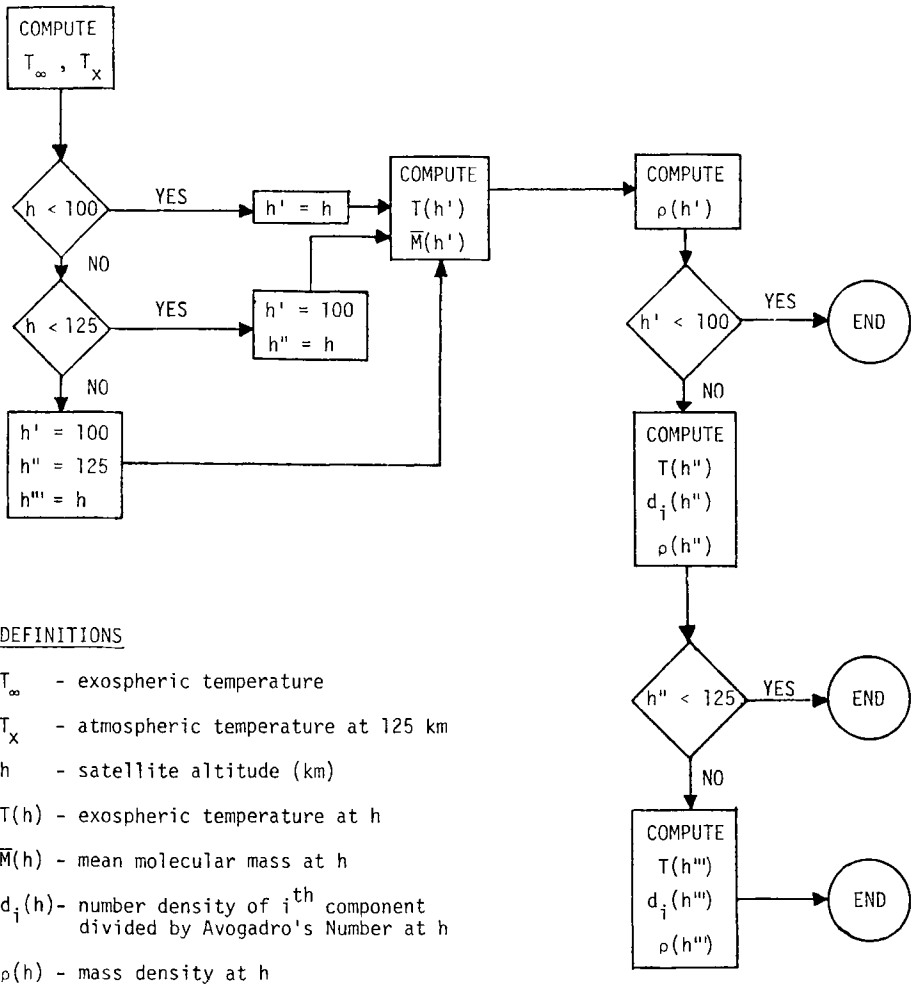 COMPUTE
T∞ , Tx
h < 100
YES
NO
h' = h
h < 125
YES
NO
h' = 100
h" = h
h' = 100
h" = 125
h"' = h
COMPUTE
T(h')
M̅(h')
COMPUTE
ρ(h')
h' < 100
YES
END
NO
COMPUTE
T(h")
di(h")
ρ(h")
h" < 125
YES
END
NO
COMPUTE
T(h"')
di(h"')
ρ(h"')
END
DEFINITIONS
T∞ - exospheric temperature
Tx - atmospheric temperature at 125 km
h - satellite altitude (km)
T(h) - exospheric temperature at h
M̅(h) - mean molecular mass at h
di(h)- number density of ith component
divided by Avogadro's Number at h
ρ(h) - mass density at h